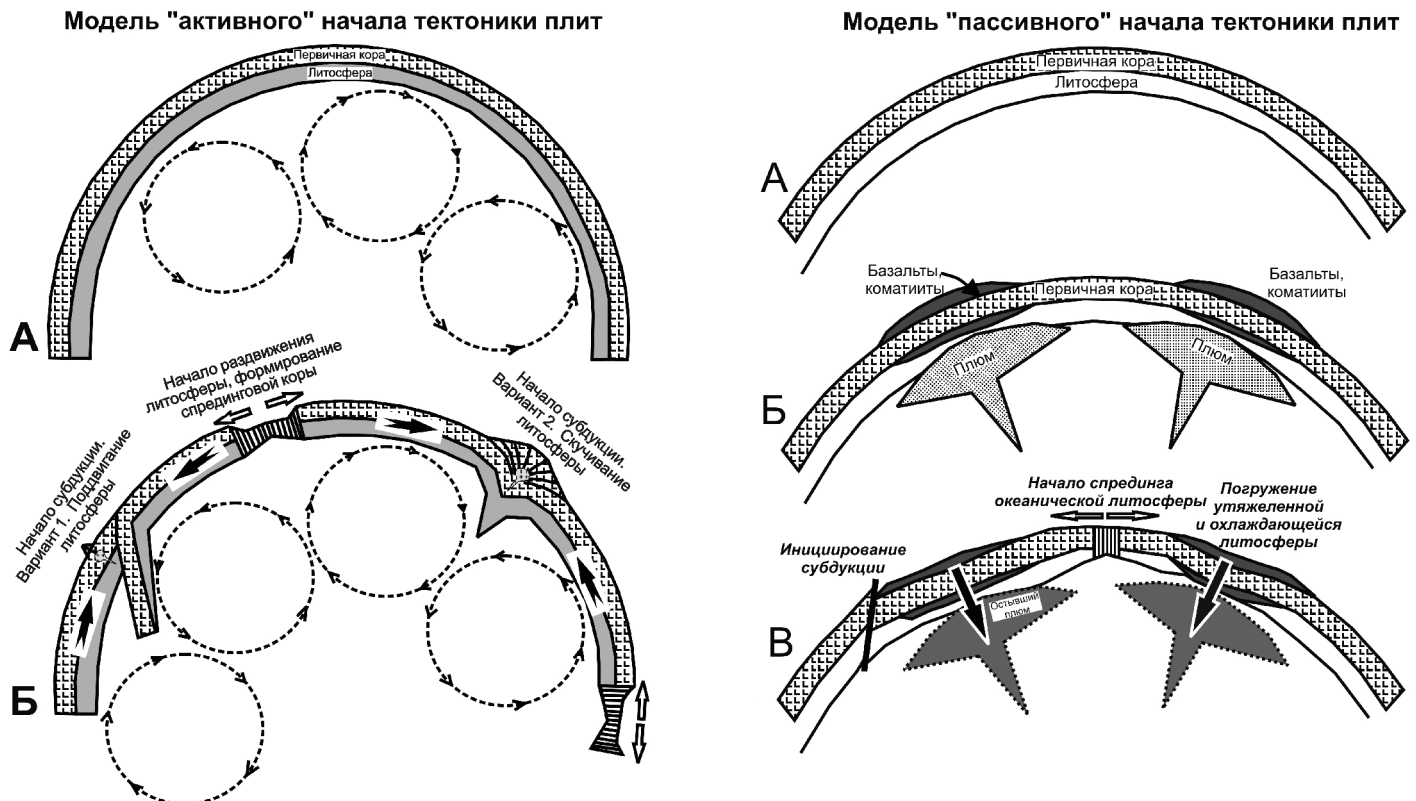 Модель "активного" начала тектоники плит
Первичная кора
Литосфера
А
Начало раздвижения
литосферы, формирование
спрединговой коры
Начало субдукции.
Вариант 1. Поддвигание
литосферы
Начало субдукции.
Вариант 2. Скучивание
литосферы
Б
Модель "пассивного" начала тектоники плит
Первичная кора
Литосфера
А
Базальты,
коматииты
Первичная кора
Базальты,
коматииты
Плюм
Плюм
Б
Начало спрединга
океанической литосферы
Погружение
утяжеленной
и охлаждающейся
литосферы
Инициирование
субдукции
Остывший
плюм
В